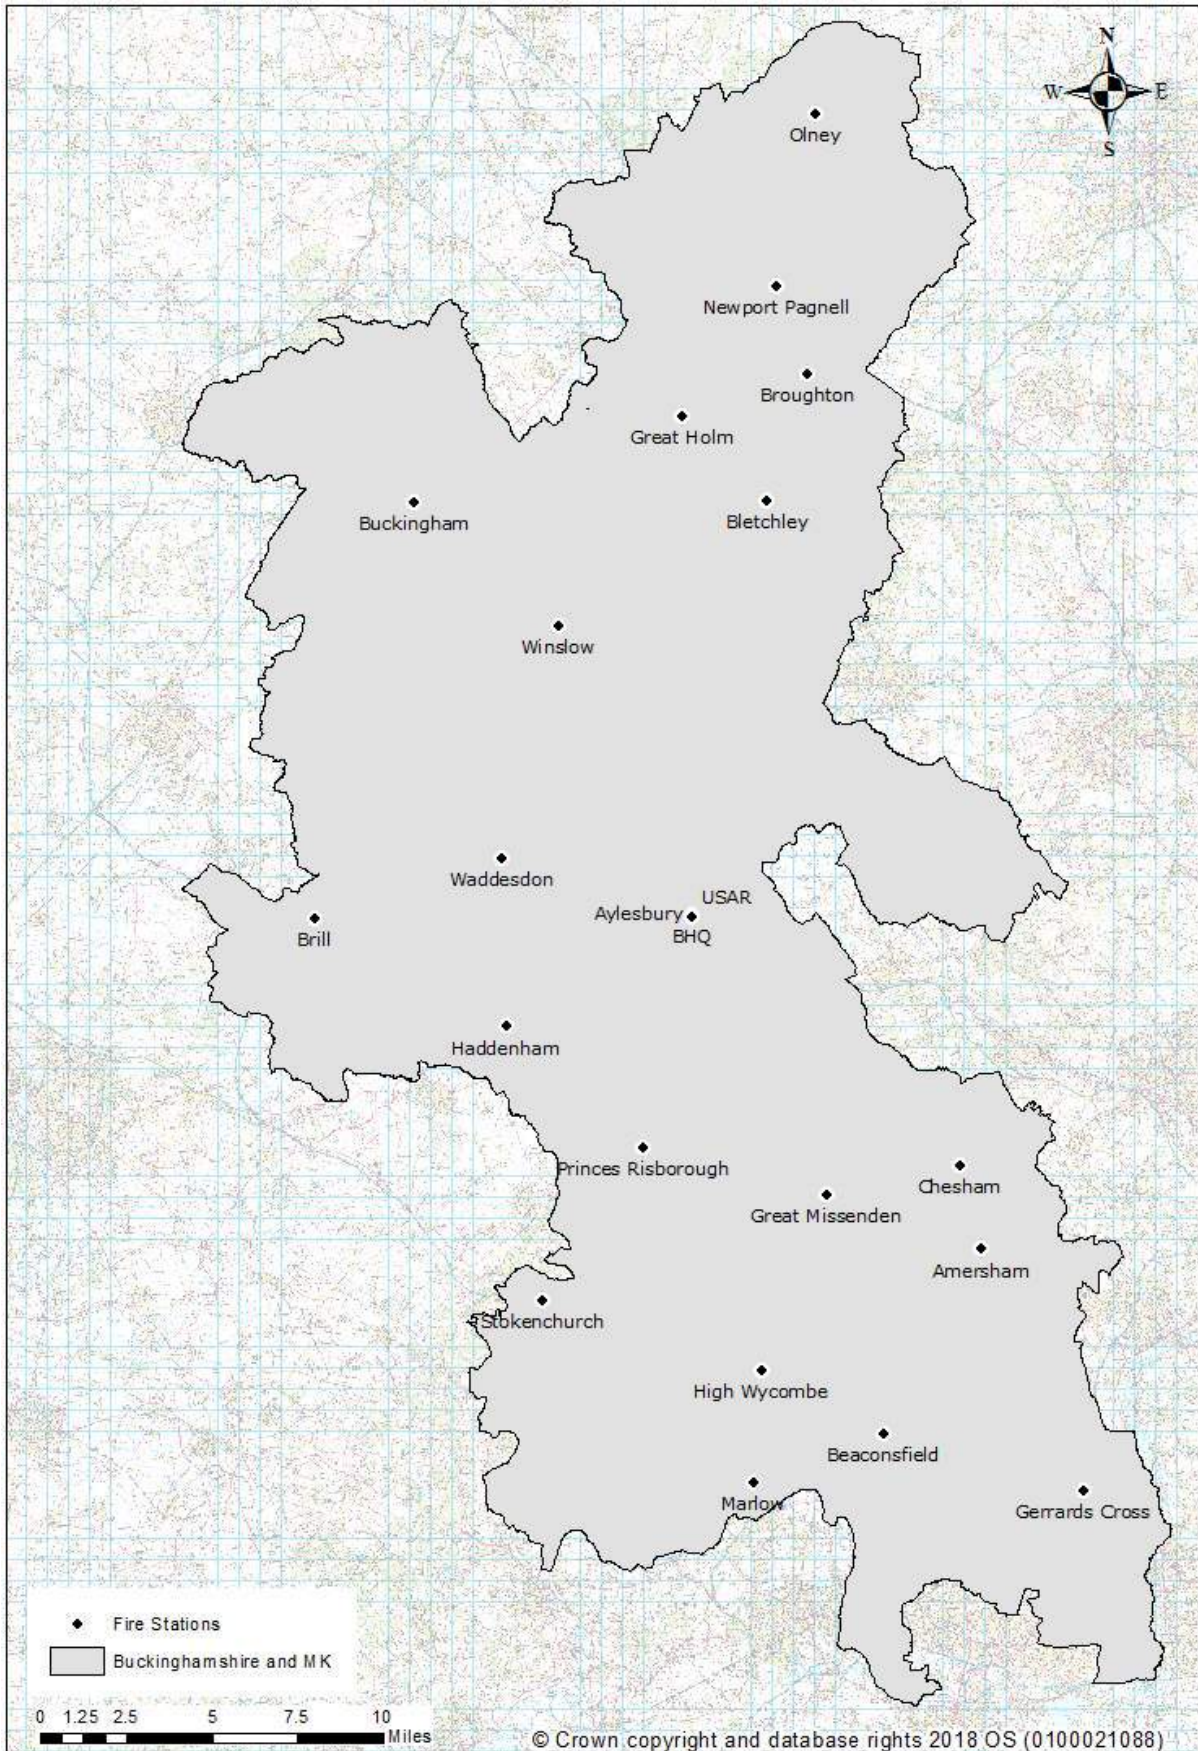 N
W E
S
Olney
Newport Pagnell
Broughton
Great Holm
Buckingham
Bletchley
Winslow
Waddesdon
USAR
Aylesbury
BHQ
Brill
Haddenham
Princes Risborough
Chesham
Great Missenden
Amersham
Stokenchurch
High Wycombe
Beaconsfield
Marlow
Gerrards Cross
Fire Stations
Buckinghamshire and MK
0 1.25 2.5 5 7.5 10
Miles
© Crown copyright and database rights 2018 OS (0100021088)